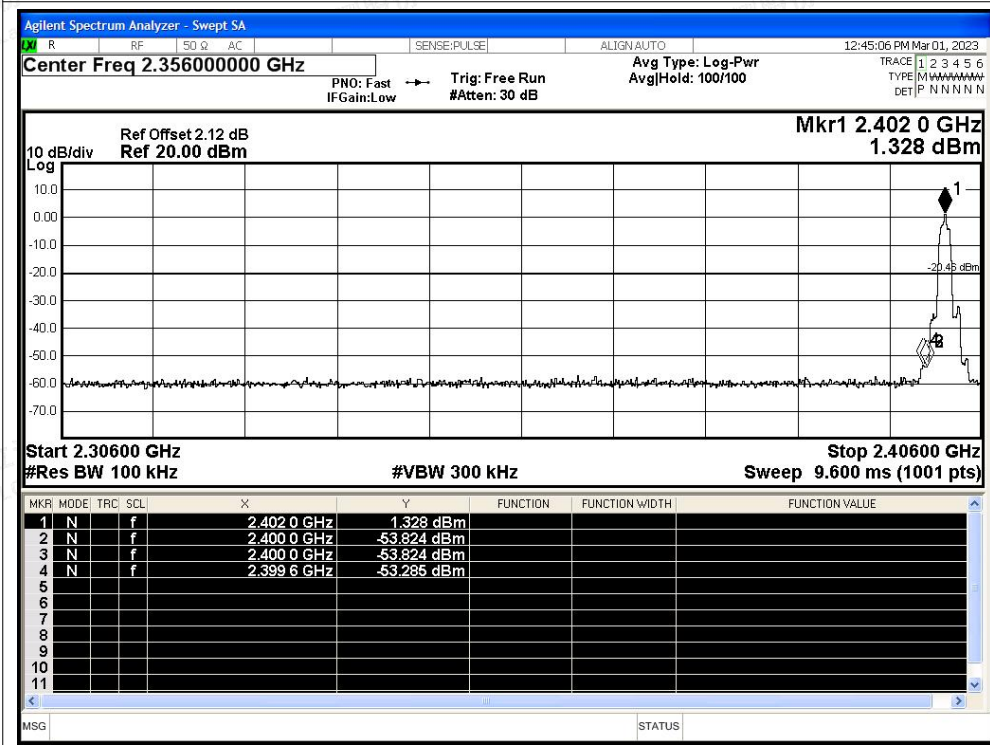 Agilent Spectrum Analyzer - Swept SA
LXI R RF 50 Ω AC SENSE:PULSE ALIGN AUTO 12:45:06 PM Mar 01, 2023
Center Freq 2.356000000 GHz
PNO: Fast
IFGain:Low
Trig: Free Run
#Atten: 30 dB
Avg Type: Log-Pwr
Avg|Hold: 100/100
TRACE 1 2 3 4 5 6
TYPE M WWWWW
DET P N N N N N
Mkr1 2.402 0 GHz
1.328 dBm
Ref Offset 2.12 dB
10 dB/div Ref 20.00 dBm
Log
10.0
0.00
-10.0
-20.0
-30.0
-40.0
-50.0
-60.0
-70.0
1
-20.46 dBm
Start 2.30600 GHz Stop 2.40600 GHz
#Res BW 100 kHz #VBW 300 kHz Sweep 9.600 ms (1001 pts)
MKR MODE TRC SCL X Y FUNCTION FUNCTION WIDTH FUNCTION VALUE
1 N f 2.402 0 GHz 1.328 dBm
2 N f 2.400 0 GHz -53.824 dBm
3 N f 2.400 0 GHz -53.824 dBm
4 N f 2.399 6 GHz -53.285 dBm
5
6
7
8
9
10
11
MSG STATUS